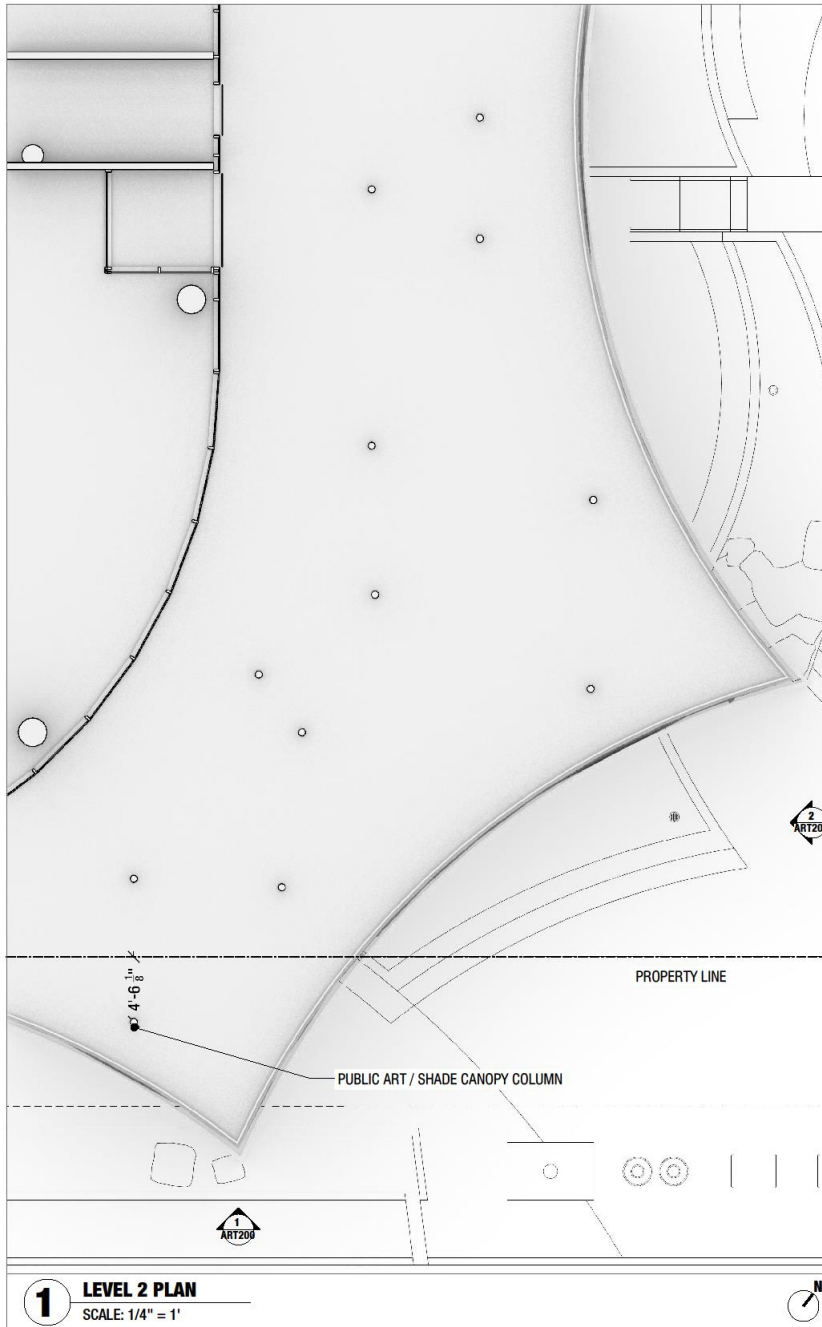 2
ART20
PROPERTY LINE
4'-6 1/8"
PUBLIC ART / SHADE CANOPY COLUMN
1
ART200
1
LEVEL 2 PLAN
SCALE: 1/4" = 1'
N